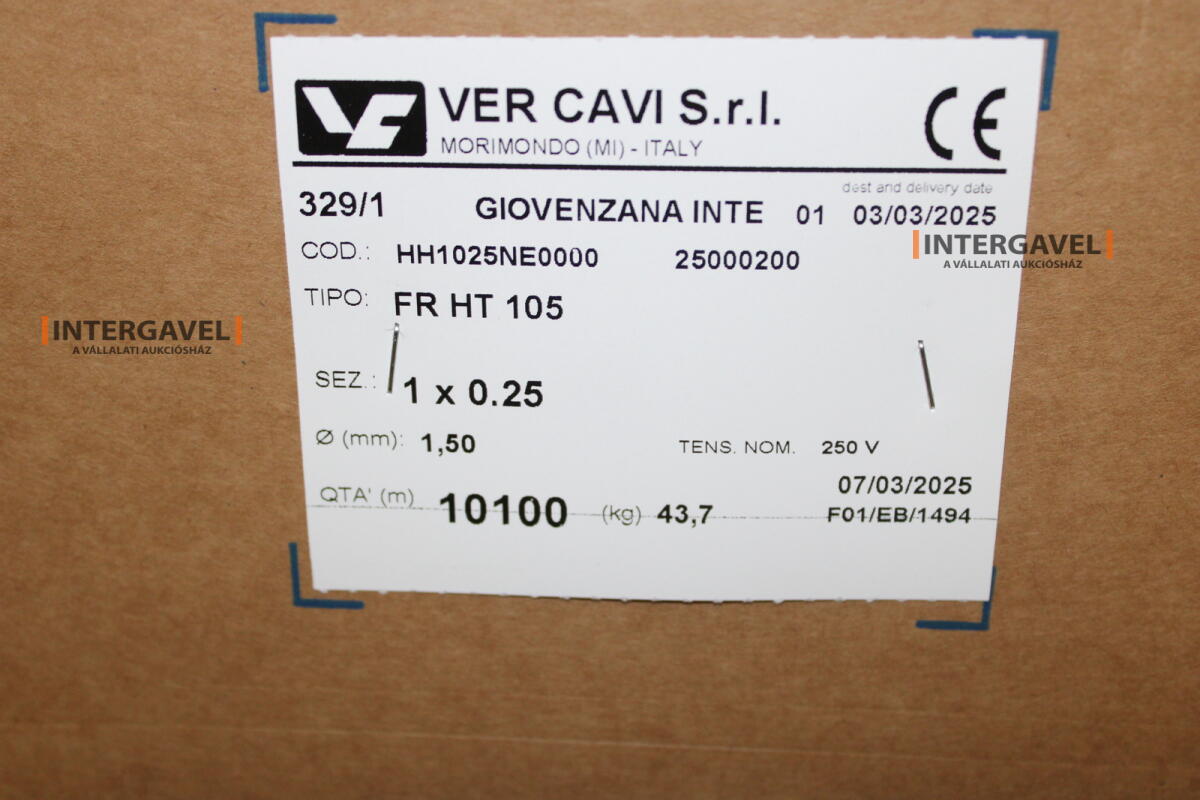 VF VER CAVI S.r.l. CE
MORIMONDO (MI) - ITALY
dest and delivery date
329/1 GIOVENZANA INTE 01 03/03/2025
COD.: HH1025NE0000 25000200
TIPO: FR HT 105
SEZ.: 1 x 0.25
Ø (mm): 1,50 TENS. NOM. 250 V
07/03/2025
QTA' (m) 10100 (kg) 43,7 F01/EB/1494
INTERGAVEL
A VÁLLALATI AUKCIÓSHÁZ
INTERGAVEL
A VÁLLALATI AUKCIÓSHÁZ